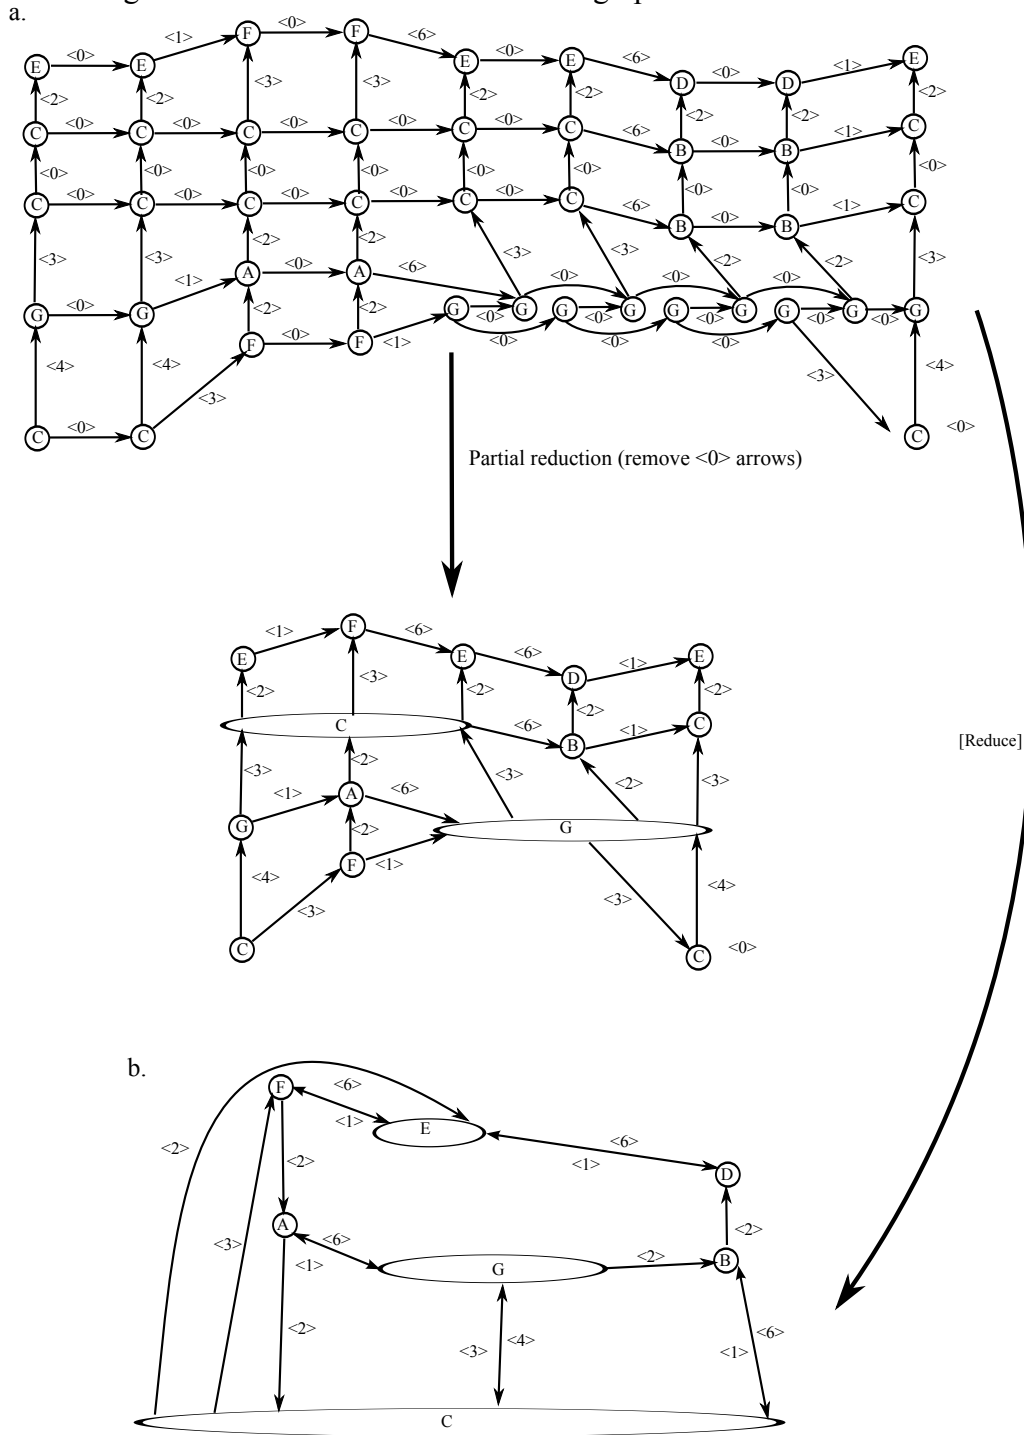 a.
<0> <1> F <0> F <6> <0> <6> <0> <1> E
E E E E D D
<2> <2> <3> <3> <2> <2> <2> <2> <2>
C <0> C <0> C <0> C <0> C <0> C <6> B <0> B <1> C
<0> <0> <0> <0> <0> <0> <0> <0> <0>
C <0> C <0> C <0> C <0> C <0> C <6> B <0> B <1> C
<3> <3> <2> <2> <3> <3> <2> <2> <3>
G <0> G <1> A <0> A <6> <0> <0> <0>
G G G G G G G G <0> G
<0> <0> <0> <0>
<2> <2>
F <0> F <1> <0> <0> <0>
<4> <4> <3> <3> <4>
C <0> C C <0>
Partial reduction (remove <0> arrows)
<1> F <6>
E E <6> D <1> E
<2> <3> <2> <2> <2>
C <6> B <1> C
<3> <2> <3> <2> <3>
G <1> A <6> G
<2>
F <1>
<4> <3> <3> <4>
C C <0>
[Reduce]
b.
F <6>
<1> E <6>
<2> <2> <1> D
A <6> <2>
<3> <1> G <2> B
<2> <3> <4> <6>
<1>
C